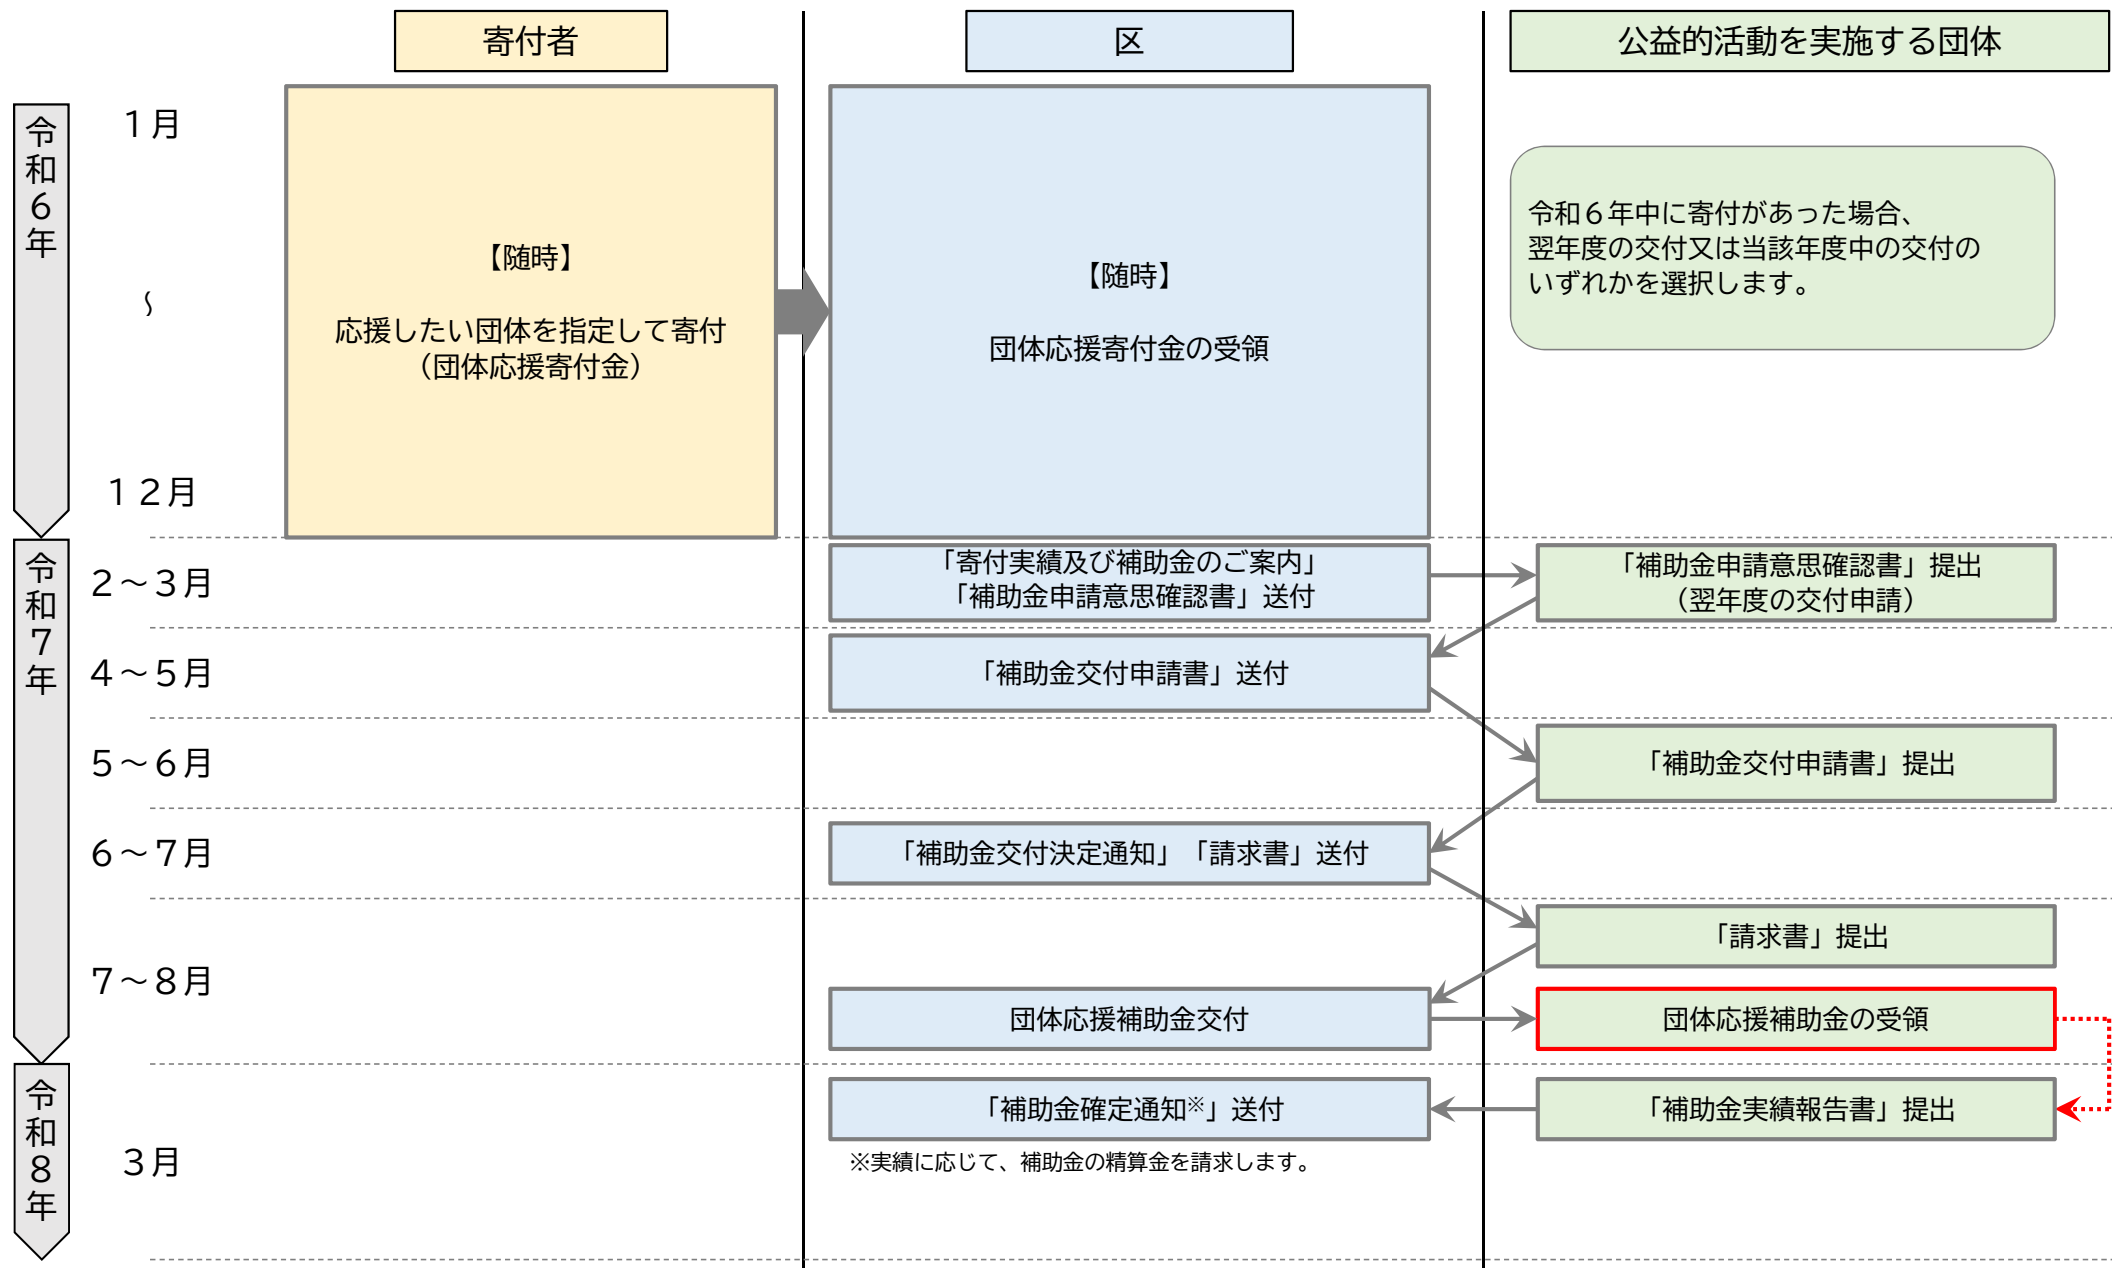 寄付者
区
公益的活動を実施する団体
令和６年
１月
～
１２月
【随時】
応援したい団体を指定して寄付
（団体応援寄付金）
【随時】
団体応援寄付金の受領
令和６年中に寄付があった場合、
翌年度の交付又は当該年度中の交付の
いずれかを選択します。
令和７年
２～３月
「寄付実績及び補助金のご案内」
「補助金申請意思確認書」送付
「補助金申請意思確認書」提出
（翌年度の交付申請）
４～５月
「補助金交付申請書」送付
５～６月
「補助金交付申請書」提出
６～７月
「補助金交付決定通知」「請求書」送付
７～８月
「請求書」提出
団体応援補助金交付
団体応援補助金の受領
令和８年
３月
「補助金確定通知※」送付
「補助金実績報告書」提出
※実績に応じて、補助金の精算金を請求します。